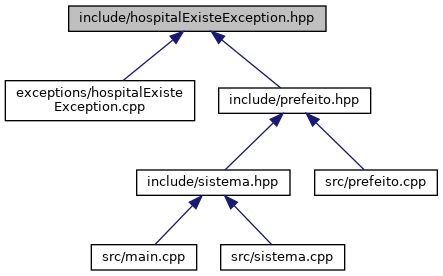 include/hospitalExisteException.hpp
exceptions/hospitalExiste
Exception.cpp
include/prefeito.hpp
include/sistema.hpp
src/prefeito.cpp
src/main.cpp
src/sistema.cpp